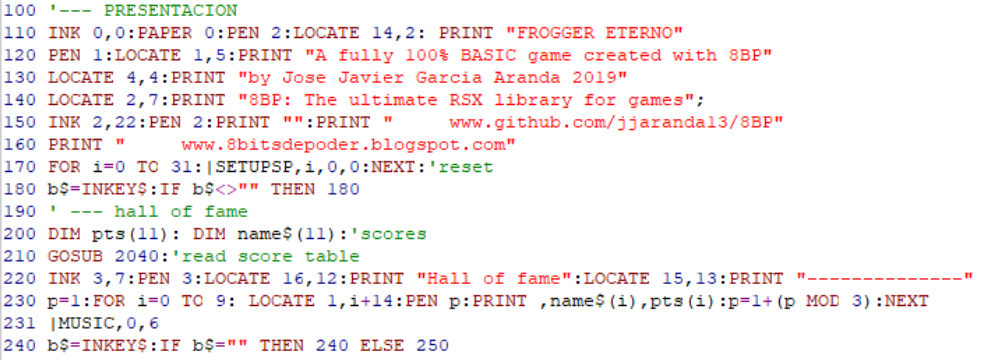 100 '--- PRESENTACION
110 INK 0,0:PAPER 0:PEN 2:LOCATE 14,2: PRINT "FROGGER ETERNO"
120 PEN 1:LOCATE 1,5:PRINT "A fully 100% BASIC game created with 8BP"
130 LOCATE 4,4:PRINT "by Jose Javier Garcia Aranda 2019"
140 LOCATE 2,7:PRINT "8BP: The ultimate RSX library for games";
150 INK 2,22:PEN 2:PRINT "":PRINT "     www.github.com/jjaranda13/8BP"
160 PRINT "     www.8bitsdepoder.blogspot.com"
170 FOR i=0 TO 31:|SETUPSP,i,0,0:NEXT:'reset
180 b$=INKEY$:IF b$<>"" THEN 180
190 ' --- hall of fame
200 DIM pts(11): DIM name$(11):'scores
210 GOSUB 2040:'read score table
220 INK 3,7:PEN 3:LOCATE 16,12:PRINT "Hall of fame":LOCATE 15,13:PRINT "--------------"
230 p=1:FOR i=0 TO 9: LOCATE 1,i+14:PEN p:PRINT ,name$(i),pts(i):p=1+(p MOD 3):NEXT
231 |MUSIC,0,6
240 b$=INKEY$:IF b$="" THEN 240 ELSE 250